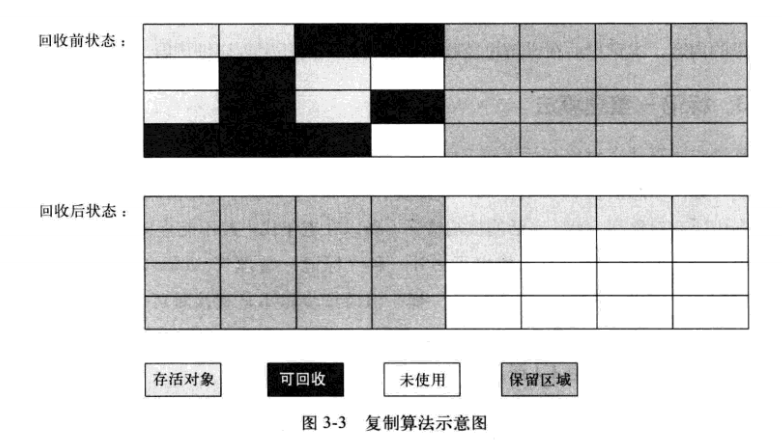 回收前状态：
回收后状态：
存活对象
可回收
未使用
保留区域
图 3-3 复制算法示意图